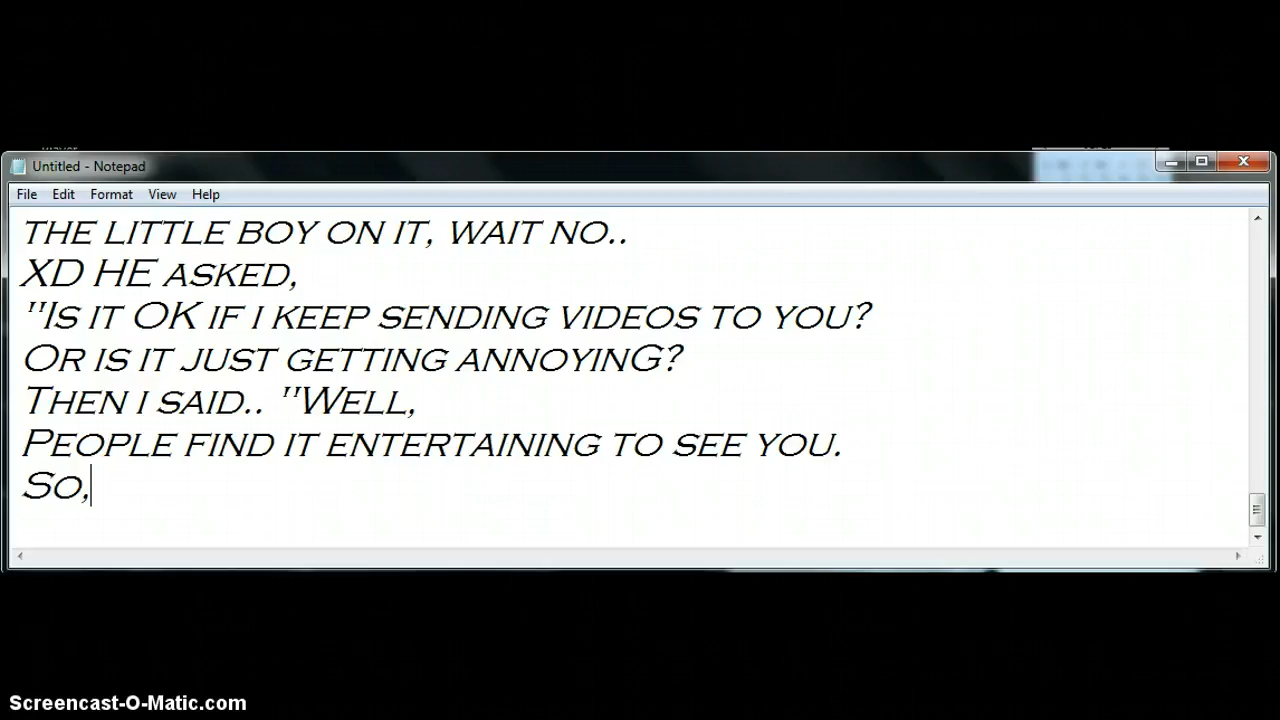 Untitled - Notepad
File Edit Format View Help
THE LITTLE BOY ON IT, WAIT NO..
XD HE ASKED,
"IS IT OK IF I KEEP SENDING VIDEOS TO YOU?
OR IS IT JUST GETTING ANNOYING?
THEN I SAID.. "WELL,
PEOPLE FIND IT ENTERTAINING TO SEE YOU.
SO,
Screencast-O-Matic.com